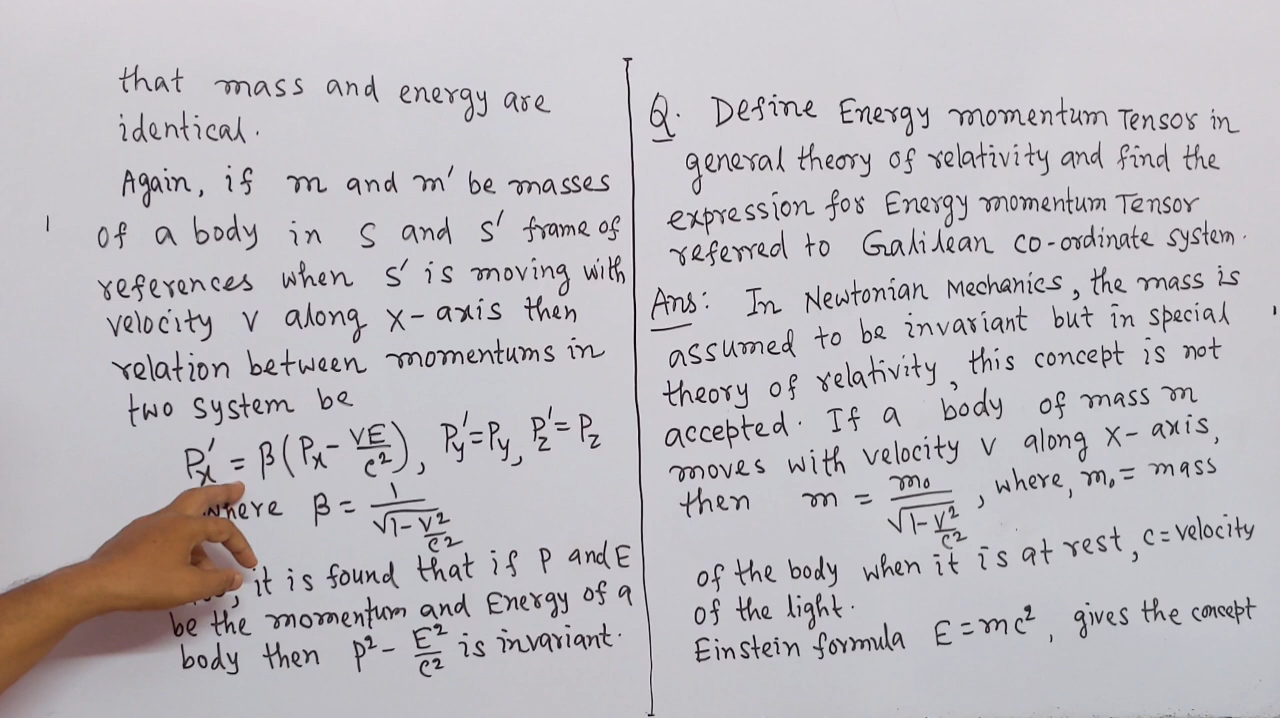 that mass and energy are
identical.
Again, if m and m' be masses
of a body in S and S' frame of
references when S' is moving with
velocity V along X-axis then
relation between momentums in
two system be
Px' = β(Px - VE/c²), Py' = Py, Pz' = Pz
where β = 1/√(1-V²/c²)
it is found that if P and E
be the momentum and Energy of a
body then P² - E²/c² is invariant.
Q. Define Energy momentum Tensor in
general theory of relativity and find the
expression for Energy momentum Tensor
referred to Galilean co-ordinate system.
Ans: In Newtonian Mechanics, the mass is
assumed to be invariant but in special
theory of relativity, this concept is not
accepted. If a body of mass m
moves with velocity V along X-axis,
then m = m₀/√(1-V²/c²), where, m₀ = mass
of the body when it is at rest, c = velocity
of the light.
Einstein formula E = mc², gives the concept